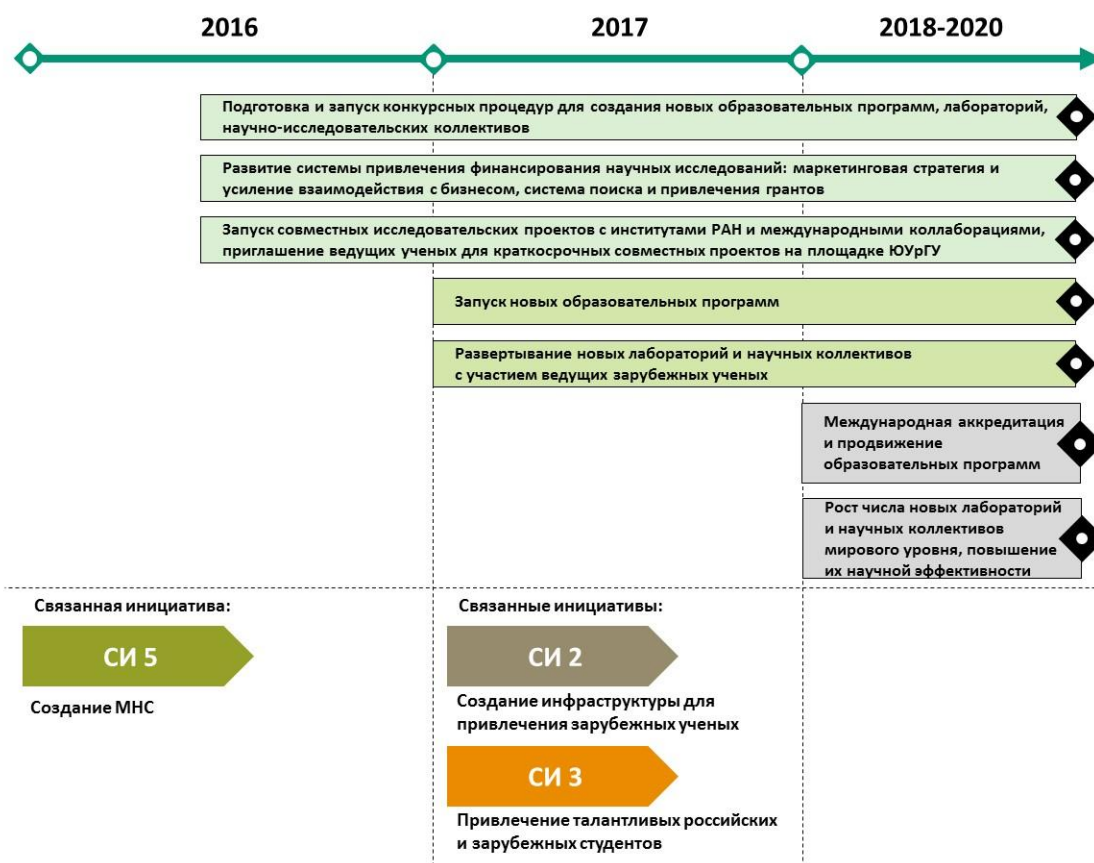 2016
2017
2018-2020
Подготовка и запуск конкурсных процедур для создания новых образовательных программ, лабораторий,
научно-исследовательских коллективов
Развитие системы привлечения финансирования научных исследований: маркетинговая стратегия и
усиление взаимодействия с бизнесом, система поиска и привлечения грантов
Запуск совместных исследовательских проектов с институтами РАН и международными коллаборациями,
приглашение ведущих ученых для краткосрочных совместных проектов на площадке ЮУрГУ
Запуск новых образовательных программ
Развертывание новых лабораторий и научных коллективов
с участием ведущих зарубежных ученых
Международная аккредитация
и продвижение
образовательных программ
Рост числа новых лабораторий
и научных коллективов
мирового уровня, повышение
их научной эффективности
Связанная инициатива:
СИ 5
Создание МНС
Связанные инициативы:
СИ 2
Создание инфраструктуры для
привлечения зарубежных ученых
СИ 3
Привлечение талантливых российских
и зарубежных студентов